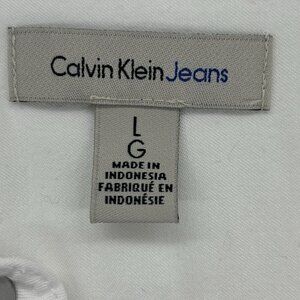 Calvin Klein Jeans
L
G
MADE IN
INDONESIA
FABRIQUÉ EN
INDONÉSIE